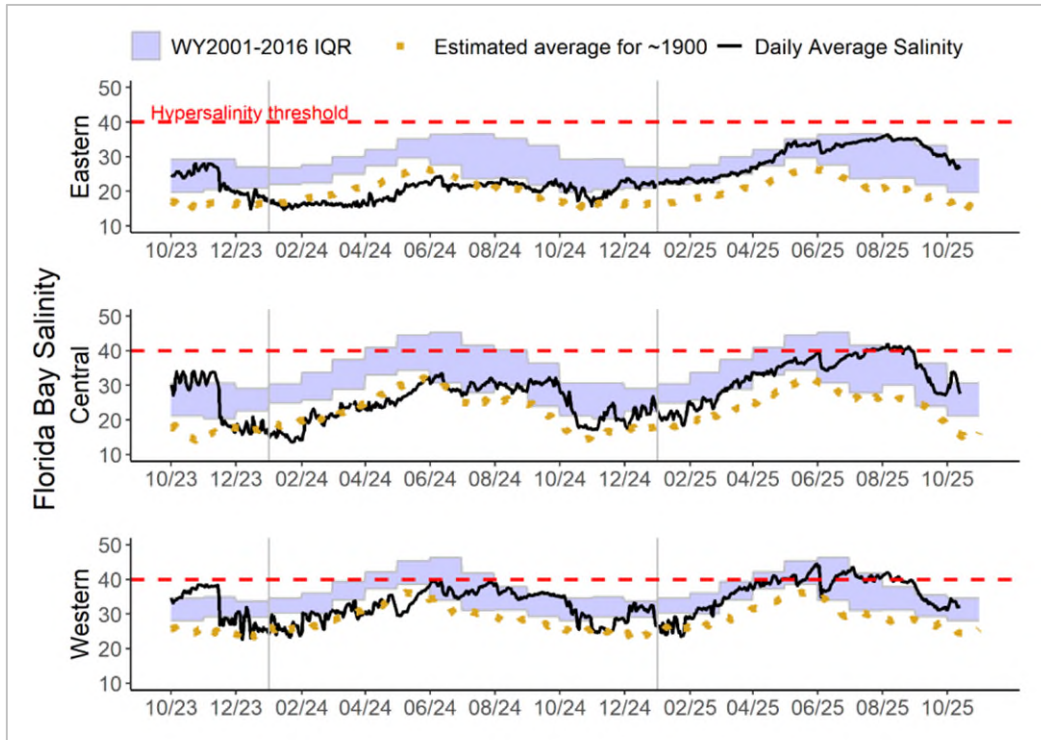 WY2001-2016 IQR Estimated average for ~1900 Daily Average Salinity
Florida Bay Salinity
Eastern
50
40
30
20
10
Hypersalinity threshold
10/23 12/23 02/24 04/24 06/24 08/24 10/24 12/24 02/25 04/25 06/25 08/25 10/25
Central
50
40
30
20
10
10/23 12/23 02/24 04/24 06/24 08/24 10/24 12/24 02/25 04/25 06/25 08/25 10/25
Western
50
40
30
20
10
10/23 12/23 02/24 04/24 06/24 08/24 10/24 12/24 02/25 04/25 06/25 08/25 10/25